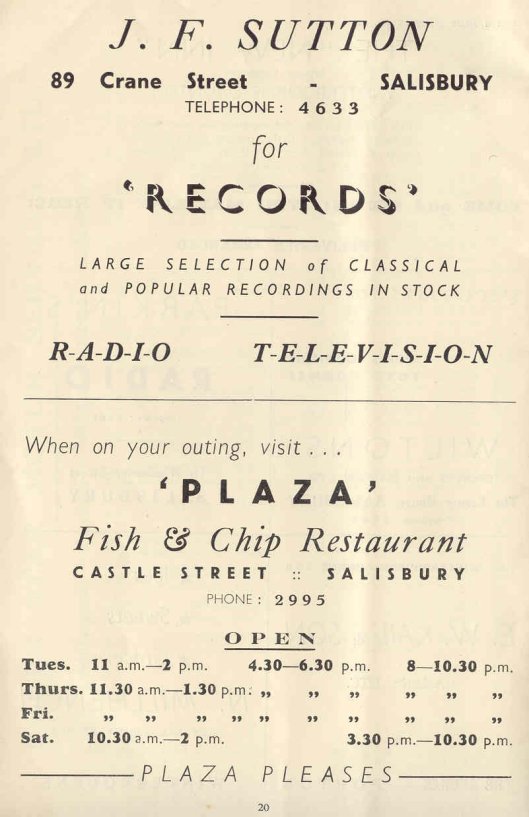 J. F. SUTTON
89 Crane Street - SALISBURY
TELEPHONE: 4633
for
‘RECORDS’
LARGE SELECTION of CLASSICAL
and POPULAR RECORDINGS IN STOCK
R-A-D-I-O T-E-L-E-V-I-S-I-O-N
When on your outing, visit . . .
‘PLAZA’
Fish & Chip Restaurant
CASTLE STREET :: SALISBURY
PHONE: 2995
OPEN
Tues. 11 a.m.—2 p.m. 4.30—6.30 p.m. 8—10.30 p.m.
Thurs. 11.30 a.m.—1.30 p.m. „ „ „ „ „ „
Fri. „ „ „ „ „ „ „ „ „ „ „
Sat. 10.30 a.m.—2 p.m. 3.30 p.m.—10.30 p.m.
PLAZA PLEASES
20